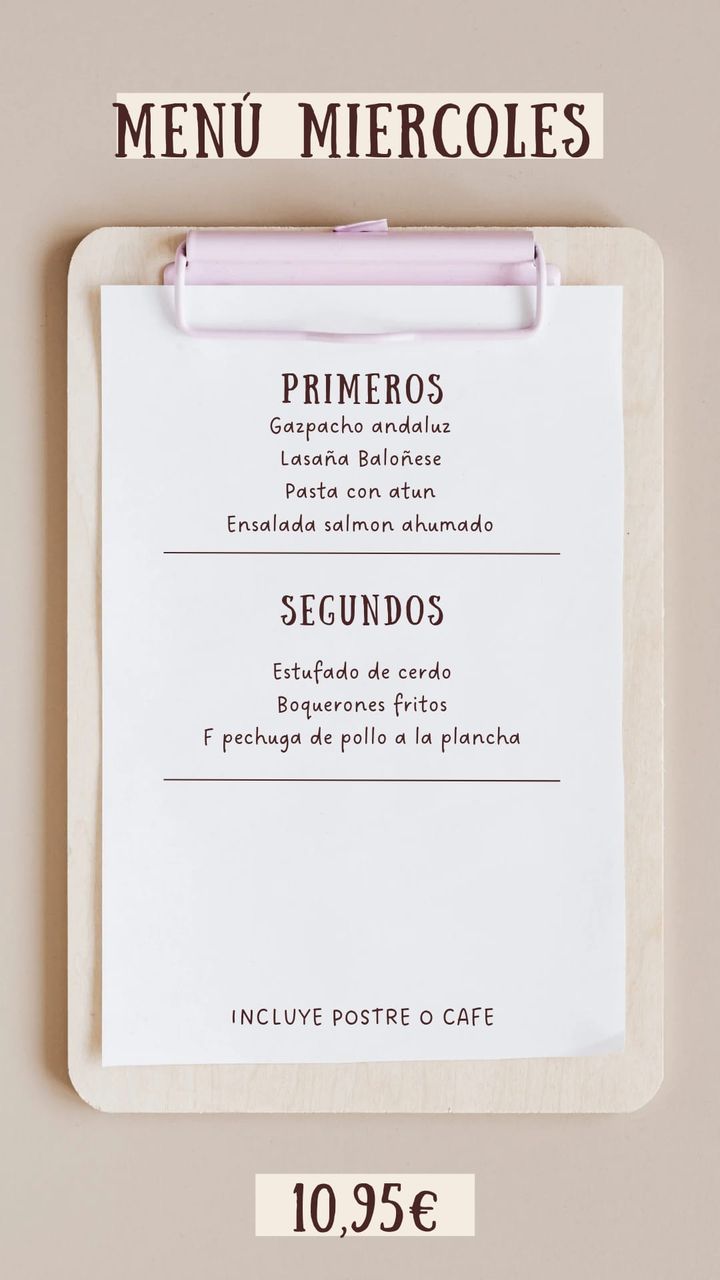 MENÚ MIERCOLES
PRIMEROS
Gazpacho andaluz
Lasaña Baloñese
Pasta con atun
Ensalada salmon ahumado
SEGUNDOS
Estufado de cerdo
Boquerones fritos
F pechuga de pollo a la plancha
INCLUYE POSTRE O CAFE
10,95€